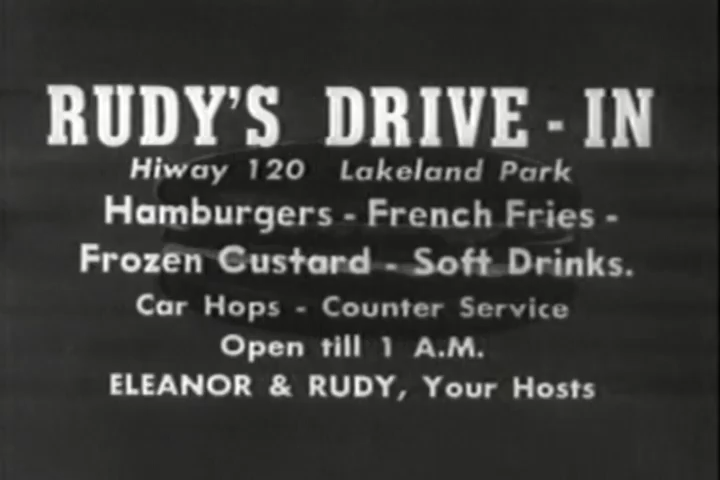 RUDY'S DRIVE-IN
Hiway 120 Lakeland Park
Hamburgers - French Fries -
Frozen Custard - Soft Drinks.
Car Hops - Counter Service
Open till 1 A.M.
ELEANOR & RUDY, Your Hosts